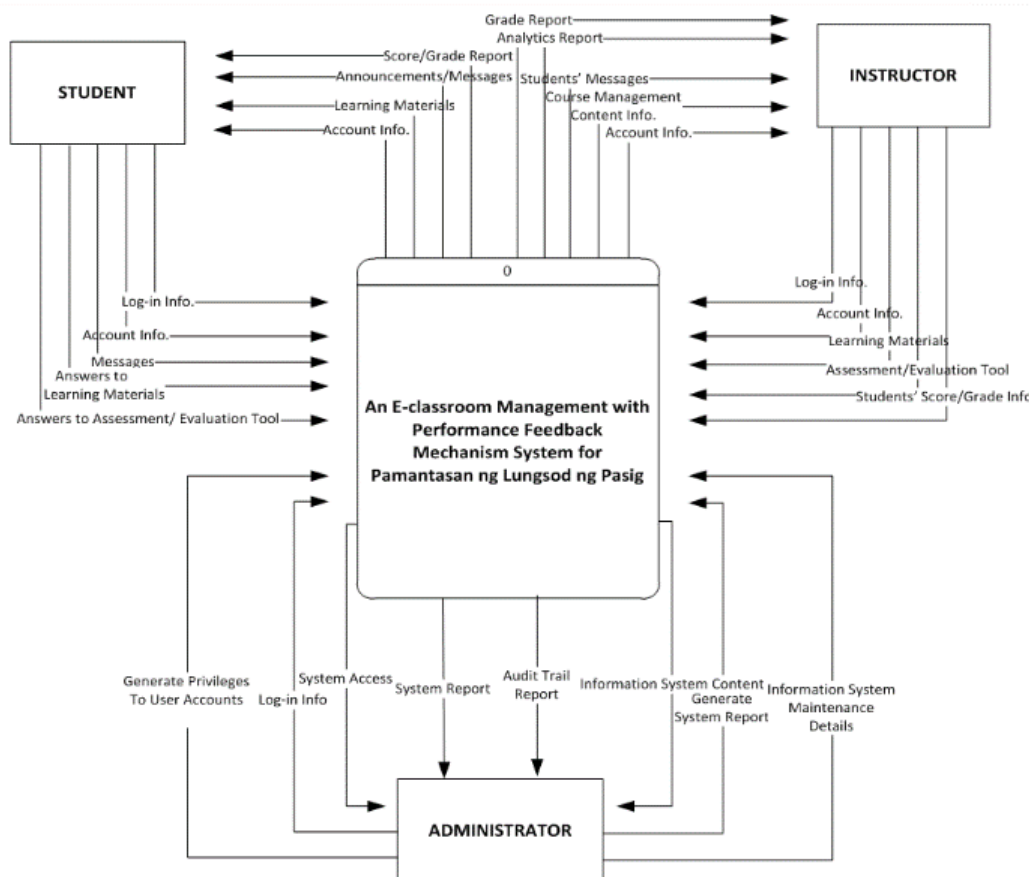 Grade Report
Analytics Report
Score/Grade Report
Announcements/Messages
Learning Materials
Account Info.
STUDENT
Students' Messages
Course Management
Content Info.
Account Info.
INSTRUCTOR
0
Log-in Info.
Account Info.
Messages
Answers to
Learning Materials
Answers to Assessment/ Evaluation Tool
Log-in Info.
Account Info.
Learning Materials
Assessment/Evaluation Tool
Students' Score/Grade Info
An E-classroom Management with
Performance Feedback
Mechanism System for
Pamantasan ng Lungsod ng Pasig
Generate Privileges
To User Accounts
Log-in Info
System Access
System Report
Audit Trail
Report
Information System Content
Generate
System Report
Information System
Maintenance
Details
ADMINISTRATOR